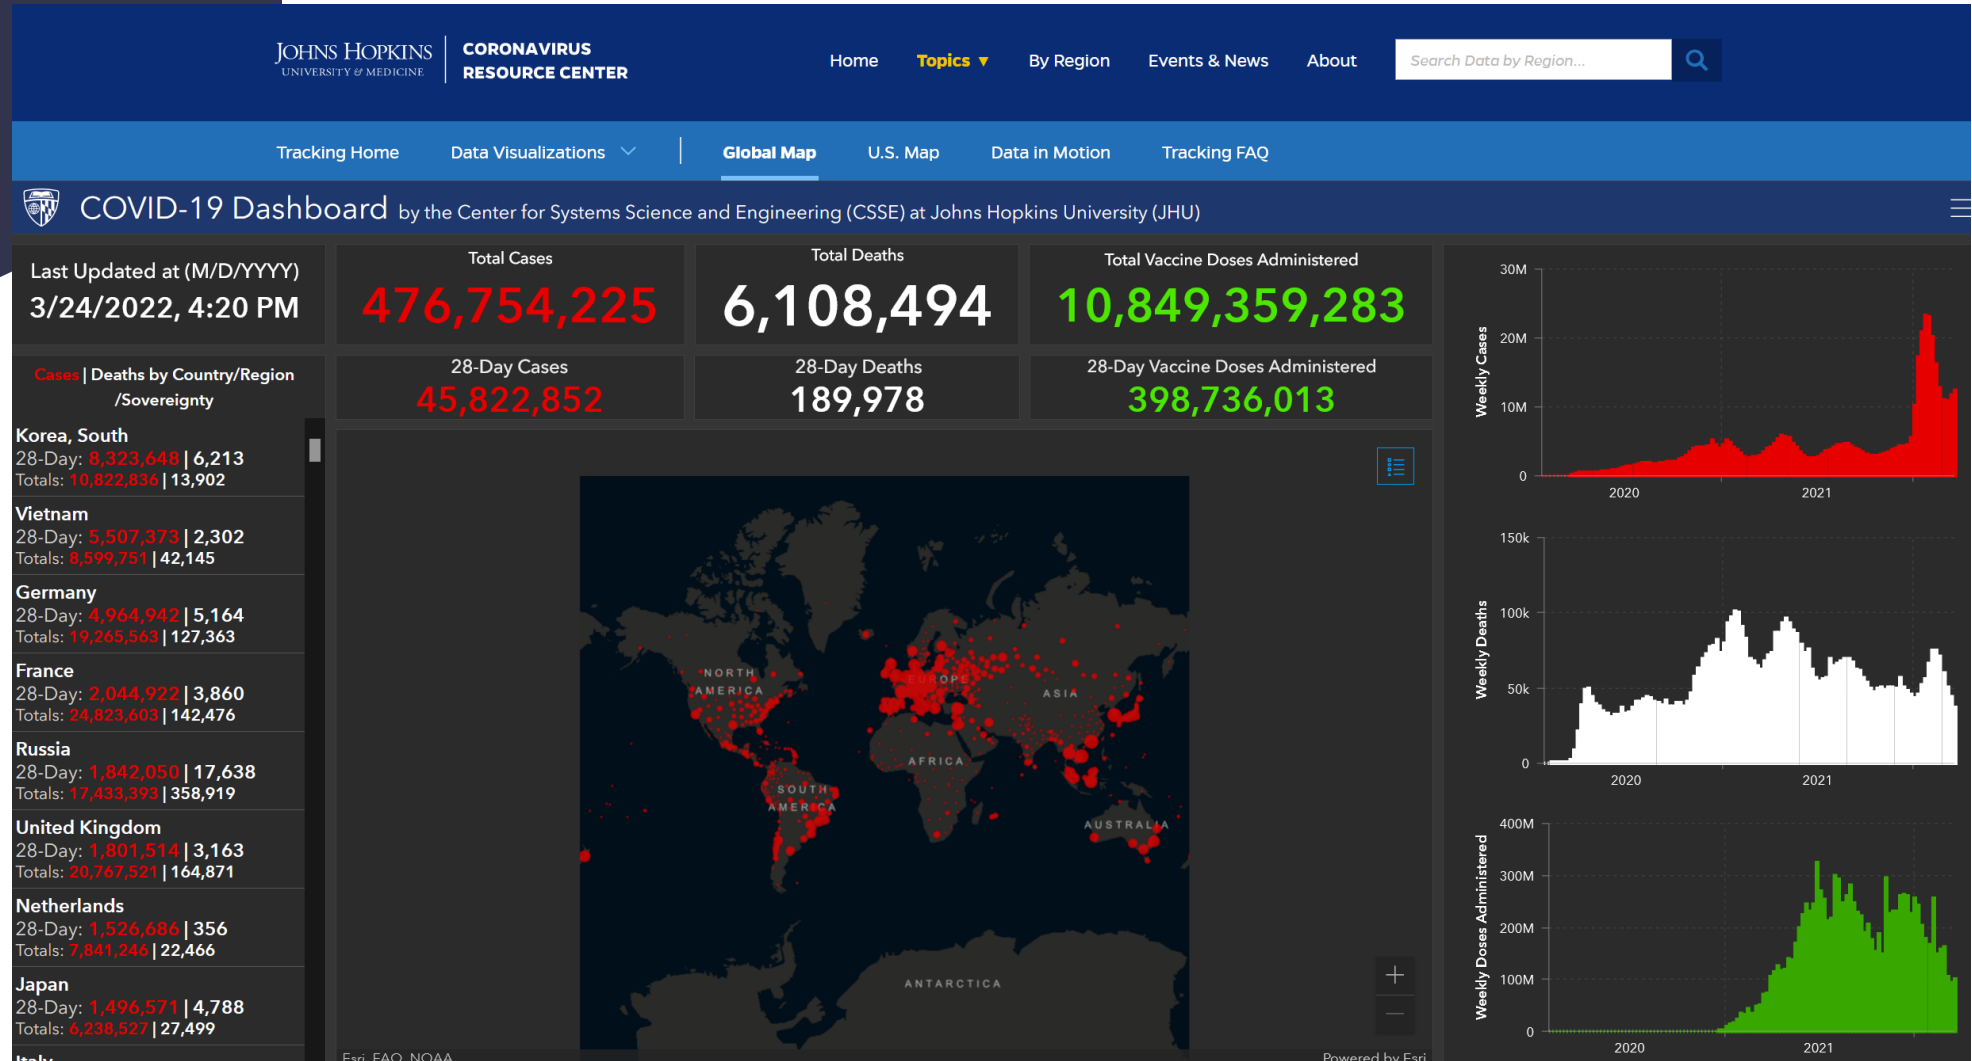 JOHNS HOPKINS
UNIVERSITY & MEDICINE
CORONAVIRUS
RESOURCE CENTER
Home
Topics ▼
By Region
Events & News
About
Search Data by Region...
Tracking Home
Data Visualizations
Global Map
U.S. Map
Data in Motion
Tracking FAQ
COVID-19 Dashboard by the Center for Systems Science and Engineering (CSSE) at Johns Hopkins University (JHU)
Last Updated at (M/D/YYYY)
3/24/2022, 4:20 PM
Total Cases
476,754,225
Total Deaths
6,108,494
Total Vaccine Doses Administered
10,849,359,283
28-Day Cases
45,822,852
28-Day Deaths
189,978
28-Day Vaccine Doses Administered
398,736,013
Cases | Deaths by Country/Region
/Sovereignty
Korea, South
28-Day: 8,323,648 | 6,213
Totals: 10,822,836 | 13,902
Vietnam
28-Day: 5,507,373 | 2,302
Totals: 8,599,751 | 42,145
Germany
28-Day: 4,964,942 | 5,164
Totals: 19,265,563 | 127,363
France
28-Day: 2,044,922 | 3,860
Totals: 24,823,603 | 142,476
Russia
28-Day: 1,842,050 | 17,638
Totals: 17,433,393 | 358,919
United Kingdom
28-Day: 1,801,514 | 3,163
Totals: 20,767,521 | 164,871
Netherlands
28-Day: 1,526,686 | 356
Totals: 7,841,246 | 22,466
Japan
28-Day: 1,496,571 | 4,788
Totals: 6,238,527 | 27,499
Italy
NORTH
AMERICA
EUROPE
ASIA
AFRICA
SOUTH
AMERICA
AUSTRALIA
ANTARCTICA
+
−
Esri, FAO, NOAA
Powered by Esri
Weekly Cases
30M
20M
10M
0
2020
2021
Weekly Deaths
150k
100k
50k
0
2020
2021
Weekly Doses Administered
400M
300M
200M
100M
0
2020
2021